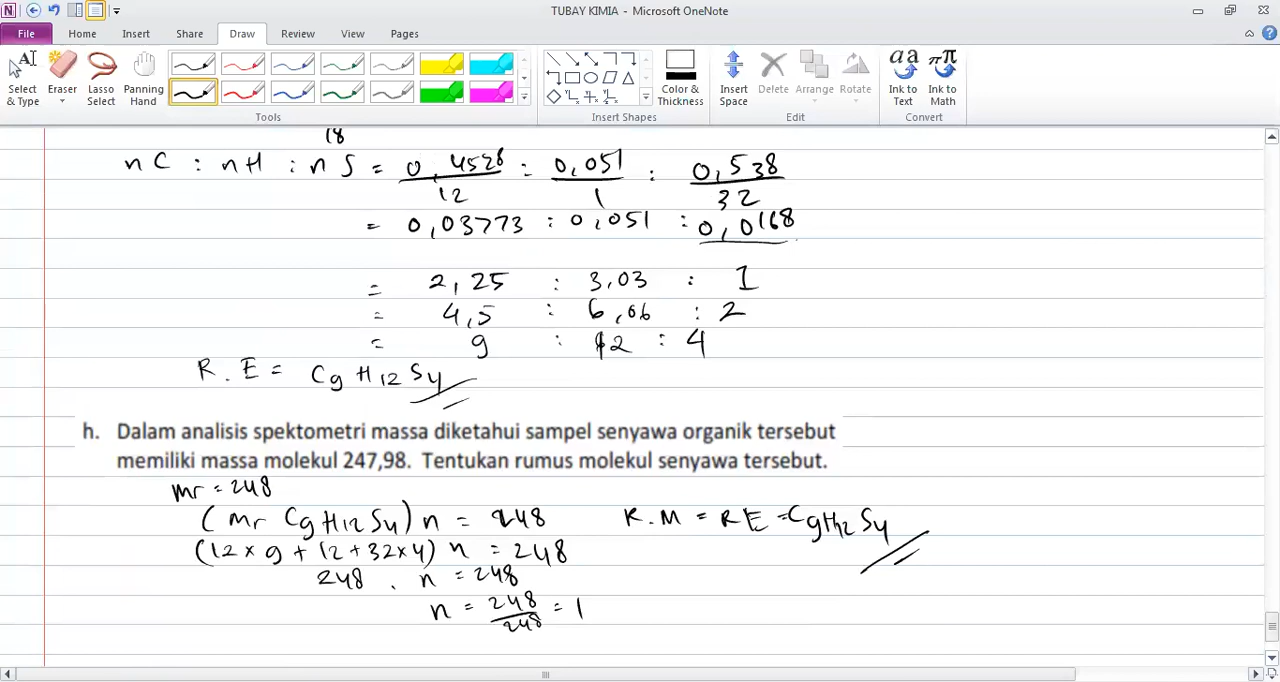 TUBAY KIMIA - Microsoft OneNote
File Home Insert Share Draw Review View Pages
Select & Type
Eraser
Lasso Select
Panning Hand
Color & Thickness
Insert Space
Delete
Arrange
Rotate
Ink to Text
Ink to Math
Tools
Insert Shapes
Edit
Convert
18
nC : nH : nS = 0,4528/12 : 0,051/1 : 0,538/32
= 0,03773 : 0,051 : 0,0168
= 2,25 : 3,03 : 1
= 4,5 : 6,06 : 2
= 9 : 12 : 4
R.E = C9H12S4
h. Dalam analisis spektometri massa diketahui sampel senyawa organik tersebut
memiliki massa molekul 247,98. Tentukan rumus molekul senyawa tersebut.
mr = 248
(Mr C9H12S4) n = 248
R.M = RE = C9H12S4
(12 x 9 + 12 + 32 x 4) n = 248
248 . n = 248
n = 248/248 = 1